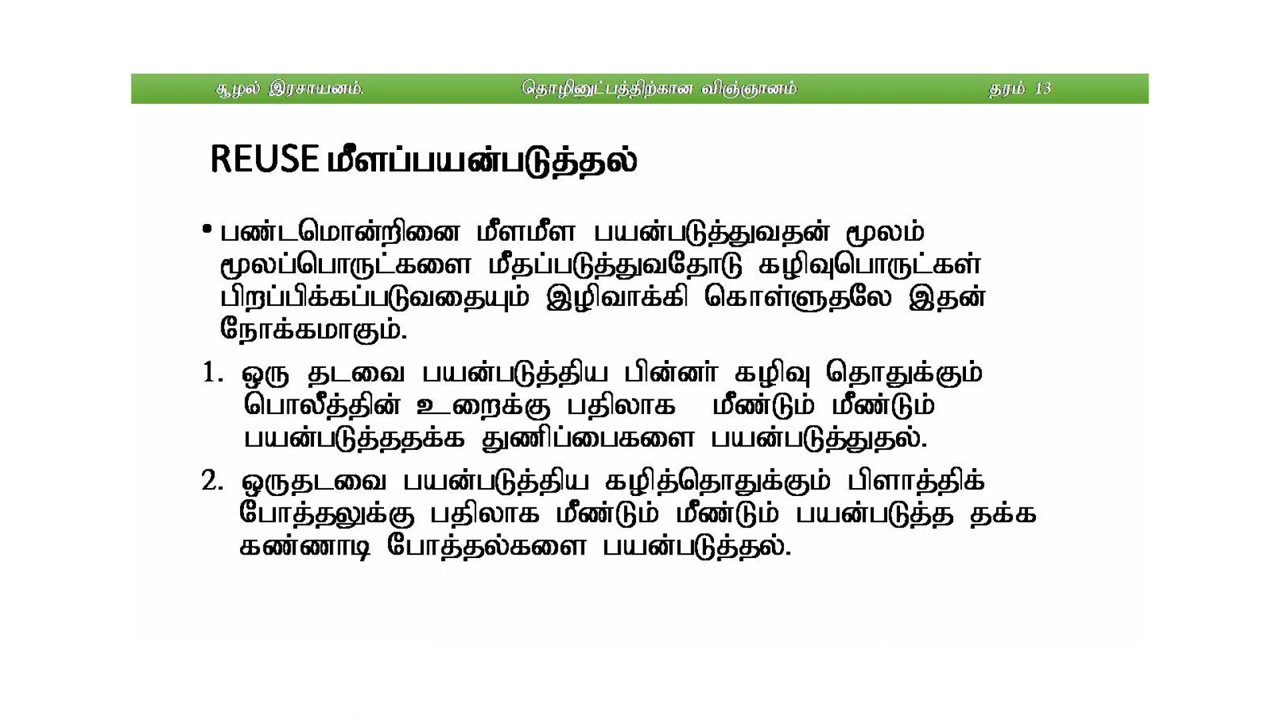 சூழல் இரசாயனம். தொழினுட்பத்திற்கான விஞ்ஞானம் தரம் 13
REUSE மீளப்பயன்படுத்தல்
• பண்டமொன்றினை மீளமீள பயன்படுத்துவதன் மூலம்
மூலப்பொருட்களை மீதப்படுத்துவதோடு கழிவுபொருட்கள்
பிறப்பிக்கப்படுவதையும் இழிவாக்கி கொள்ளுதலே இதன்
நோக்கமாகும்.
1. ஒரு தடவை பயன்படுத்திய பின்னர் கழிவு தொதுக்கும்
பொலீத்தின் உறைக்கு பதிலாக மீண்டும் மீண்டும்
பயன்படுத்ததக்க துணிப்பைகளை பயன்படுத்துதல்.
2. ஒருதடவை பயன்படுத்திய கழித்தொதுக்கும் பிளாத்திக்
போத்தலுக்கு பதிலாக மீண்டும் மீண்டும் பயன்படுத்த தக்க
கண்ணாடி போத்தல்களை பயன்படுத்தல்.